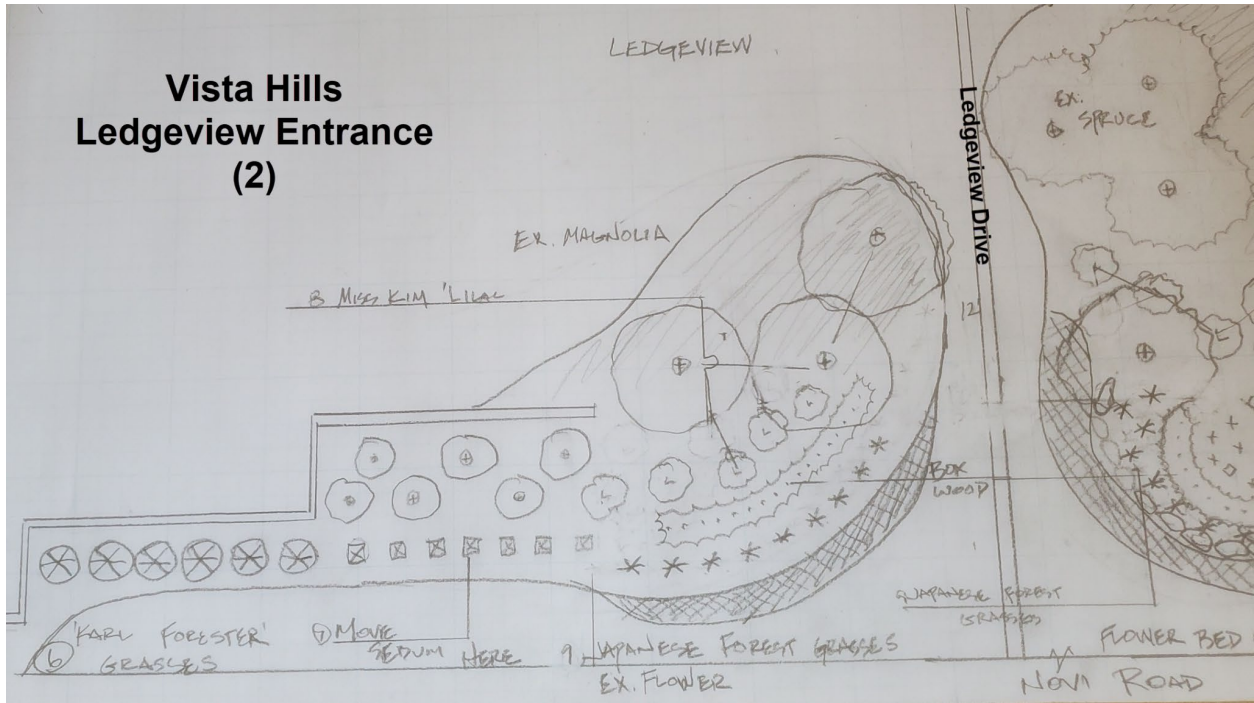 LEDGEVIEW
Vista Hills
Ledgeview Entrance
(2)
Ledgeview Drive
EX.
SPRUCE
EX. MAGNOLIA
8 MISS KIM 'LILAC
12'
L
L
L
L
L
L
BOX
WOOD
9 JAPANESE FOREST
GRASSES
'KARL FORESTER'
6
GRASSES
7 MOVE
SEDUM HERE
9 JAPANESE FOREST GRASSES
EX. FLOWER
FLOWER BED
NOVI ROAD